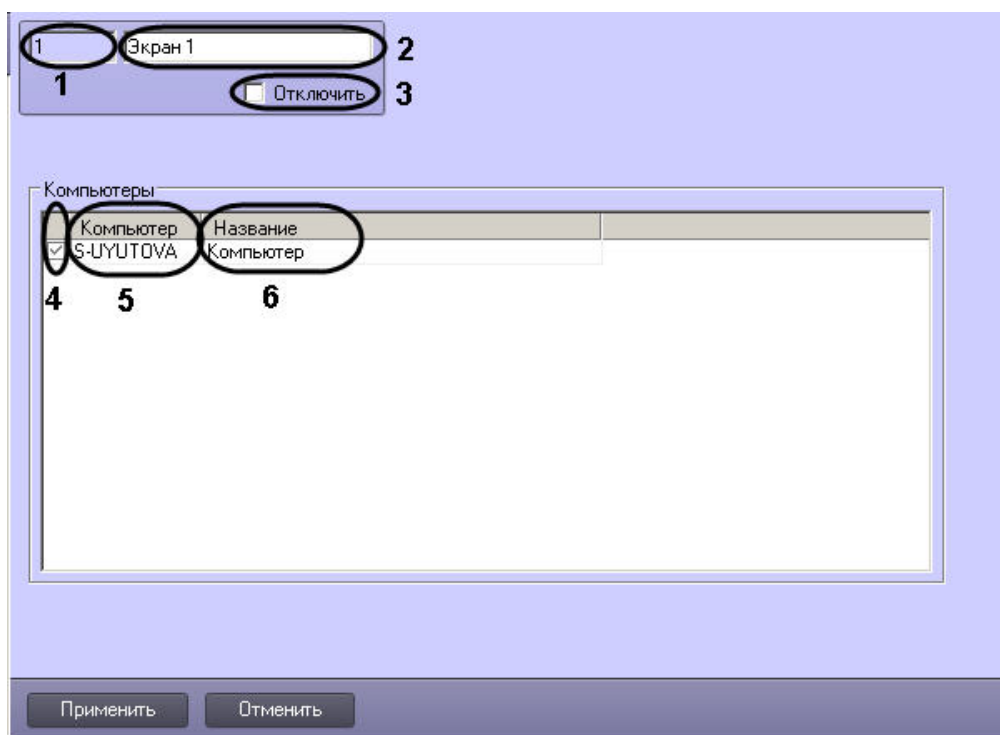 1 Экран 1 2
1 Отключить 3
Компьютеры
Компьютер Название
S-UYUTOVA Компьютер
4 5 6
Применить Отменить